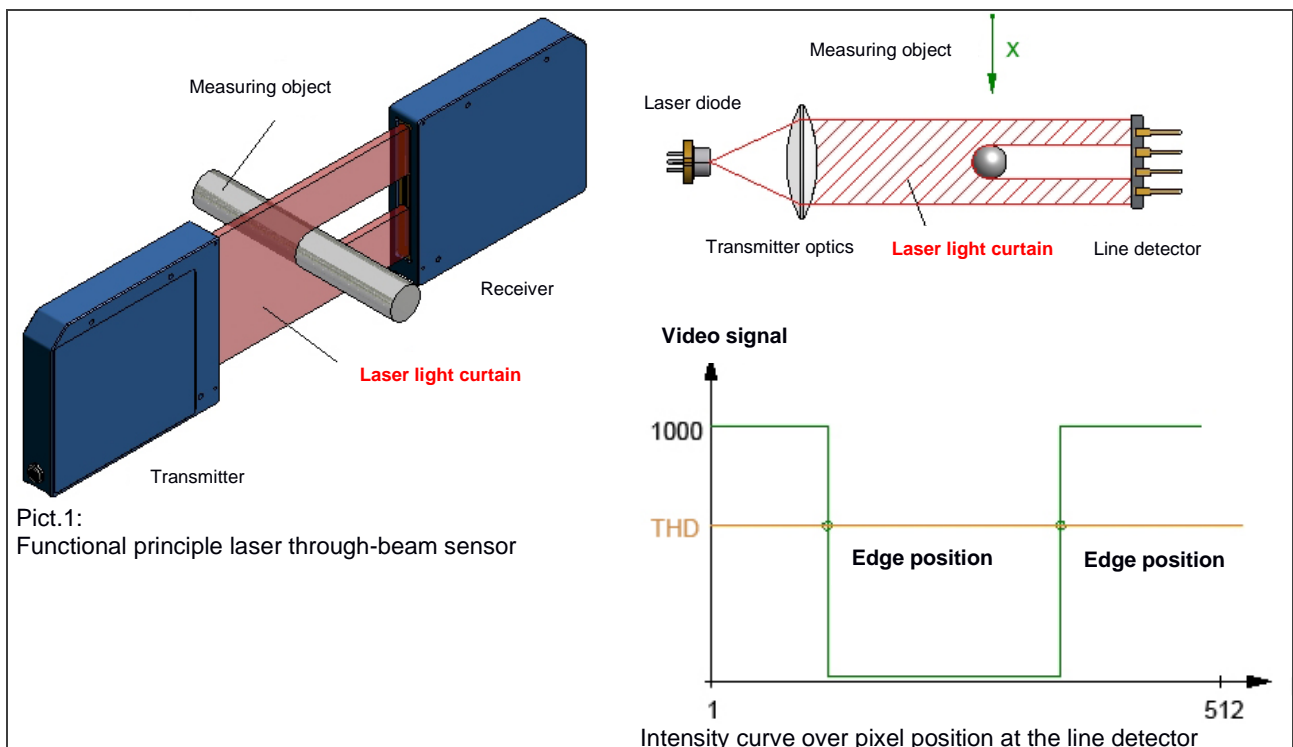 Measuring object
Laser light curtain
Receiver
Transmitter
Pict.1:
Functional principle laser through-beam sensor
Measuring object
X
Laser diode
Transmitter optics
Laser light curtain
Line detector
Video signal
1000
THD
Edge position
Edge position
1
512
Intensity curve over pixel position at the line detector